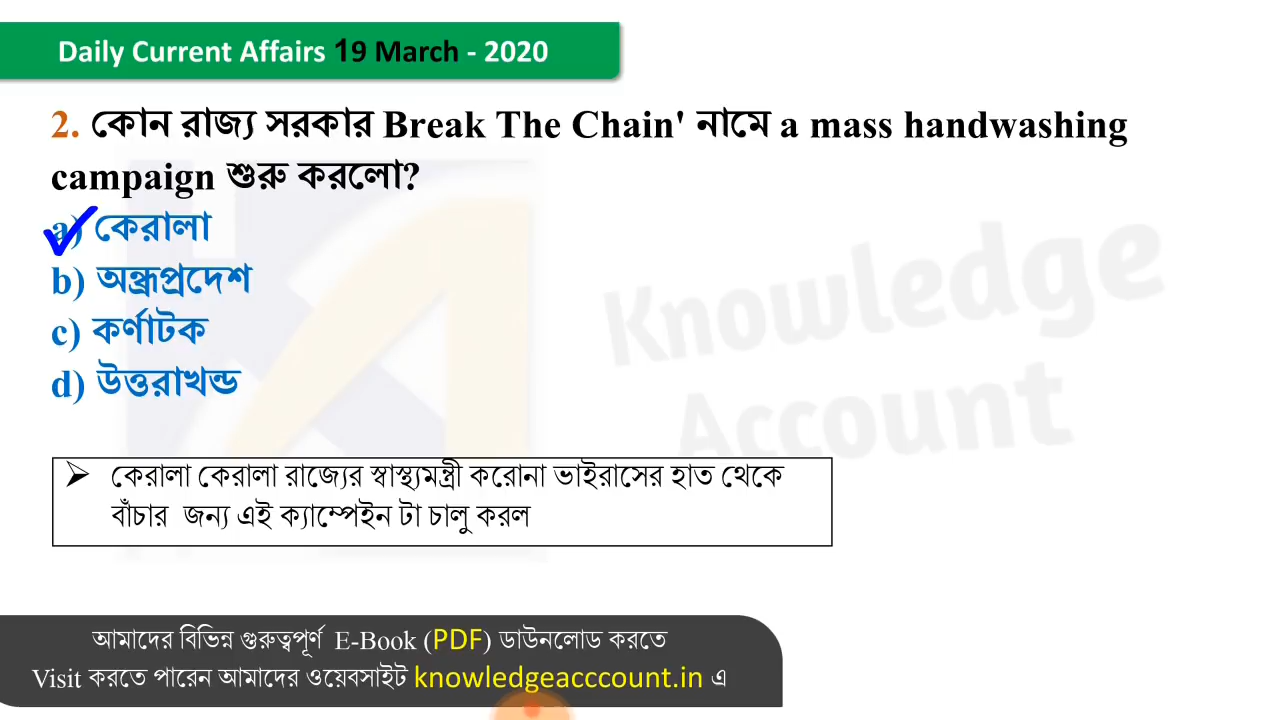 Daily Current Affairs 19 March - 2020
2. কোন রাজ্য সরকার Break The Chain' নামে a mass handwashing
campaign শুরু করলো?
a) কেরালা
b) অন্ধ্রপ্রদেশ
c) কর্ণাটক
d) উত্তরাখন্ড
Knowledge
Account
➢ কেরালা কেরালা রাজ্যের স্বাস্থ্যমন্ত্রী করোনা ভাইরাসের হাত থেকে
বাঁচার জন্য এই ক্যাম্পেইন টা চালু করল
আমাদের বিভিন্ন গুরুত্বপূর্ণ E-Book (PDF) ডাউনলোড করতে
Visit করতে পারেন আমাদের ওয়েবসাইট knowledgeacccount.in এ